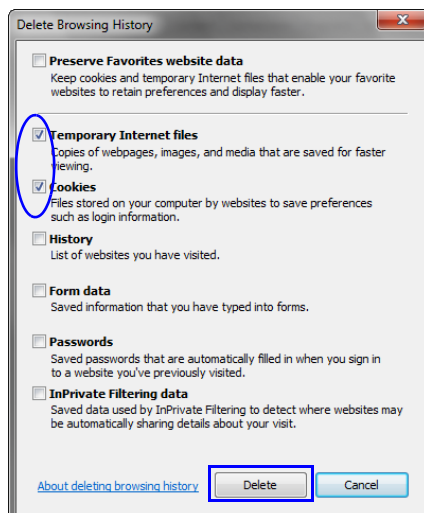 Delete Browsing History
Preserve Favorites website data
Keep cookies and temporary Internet files that enable your favorite
websites to retain preferences and display faster.
Temporary Internet files
Copies of webpages, images, and media that are saved for faster
viewing.
Cookies
Files stored on your computer by websites to save preferences
such as login information.
History
List of websites you have visited.
Form data
Saved information that you have typed into forms.
Passwords
Saved passwords that are automatically filled in when you sign in
to a website you've previously visited.
InPrivate Filtering data
Saved data used by InPrivate Filtering to detect where websites may
be automatically sharing details about your visit.
About deleting browsing history Delete Cancel